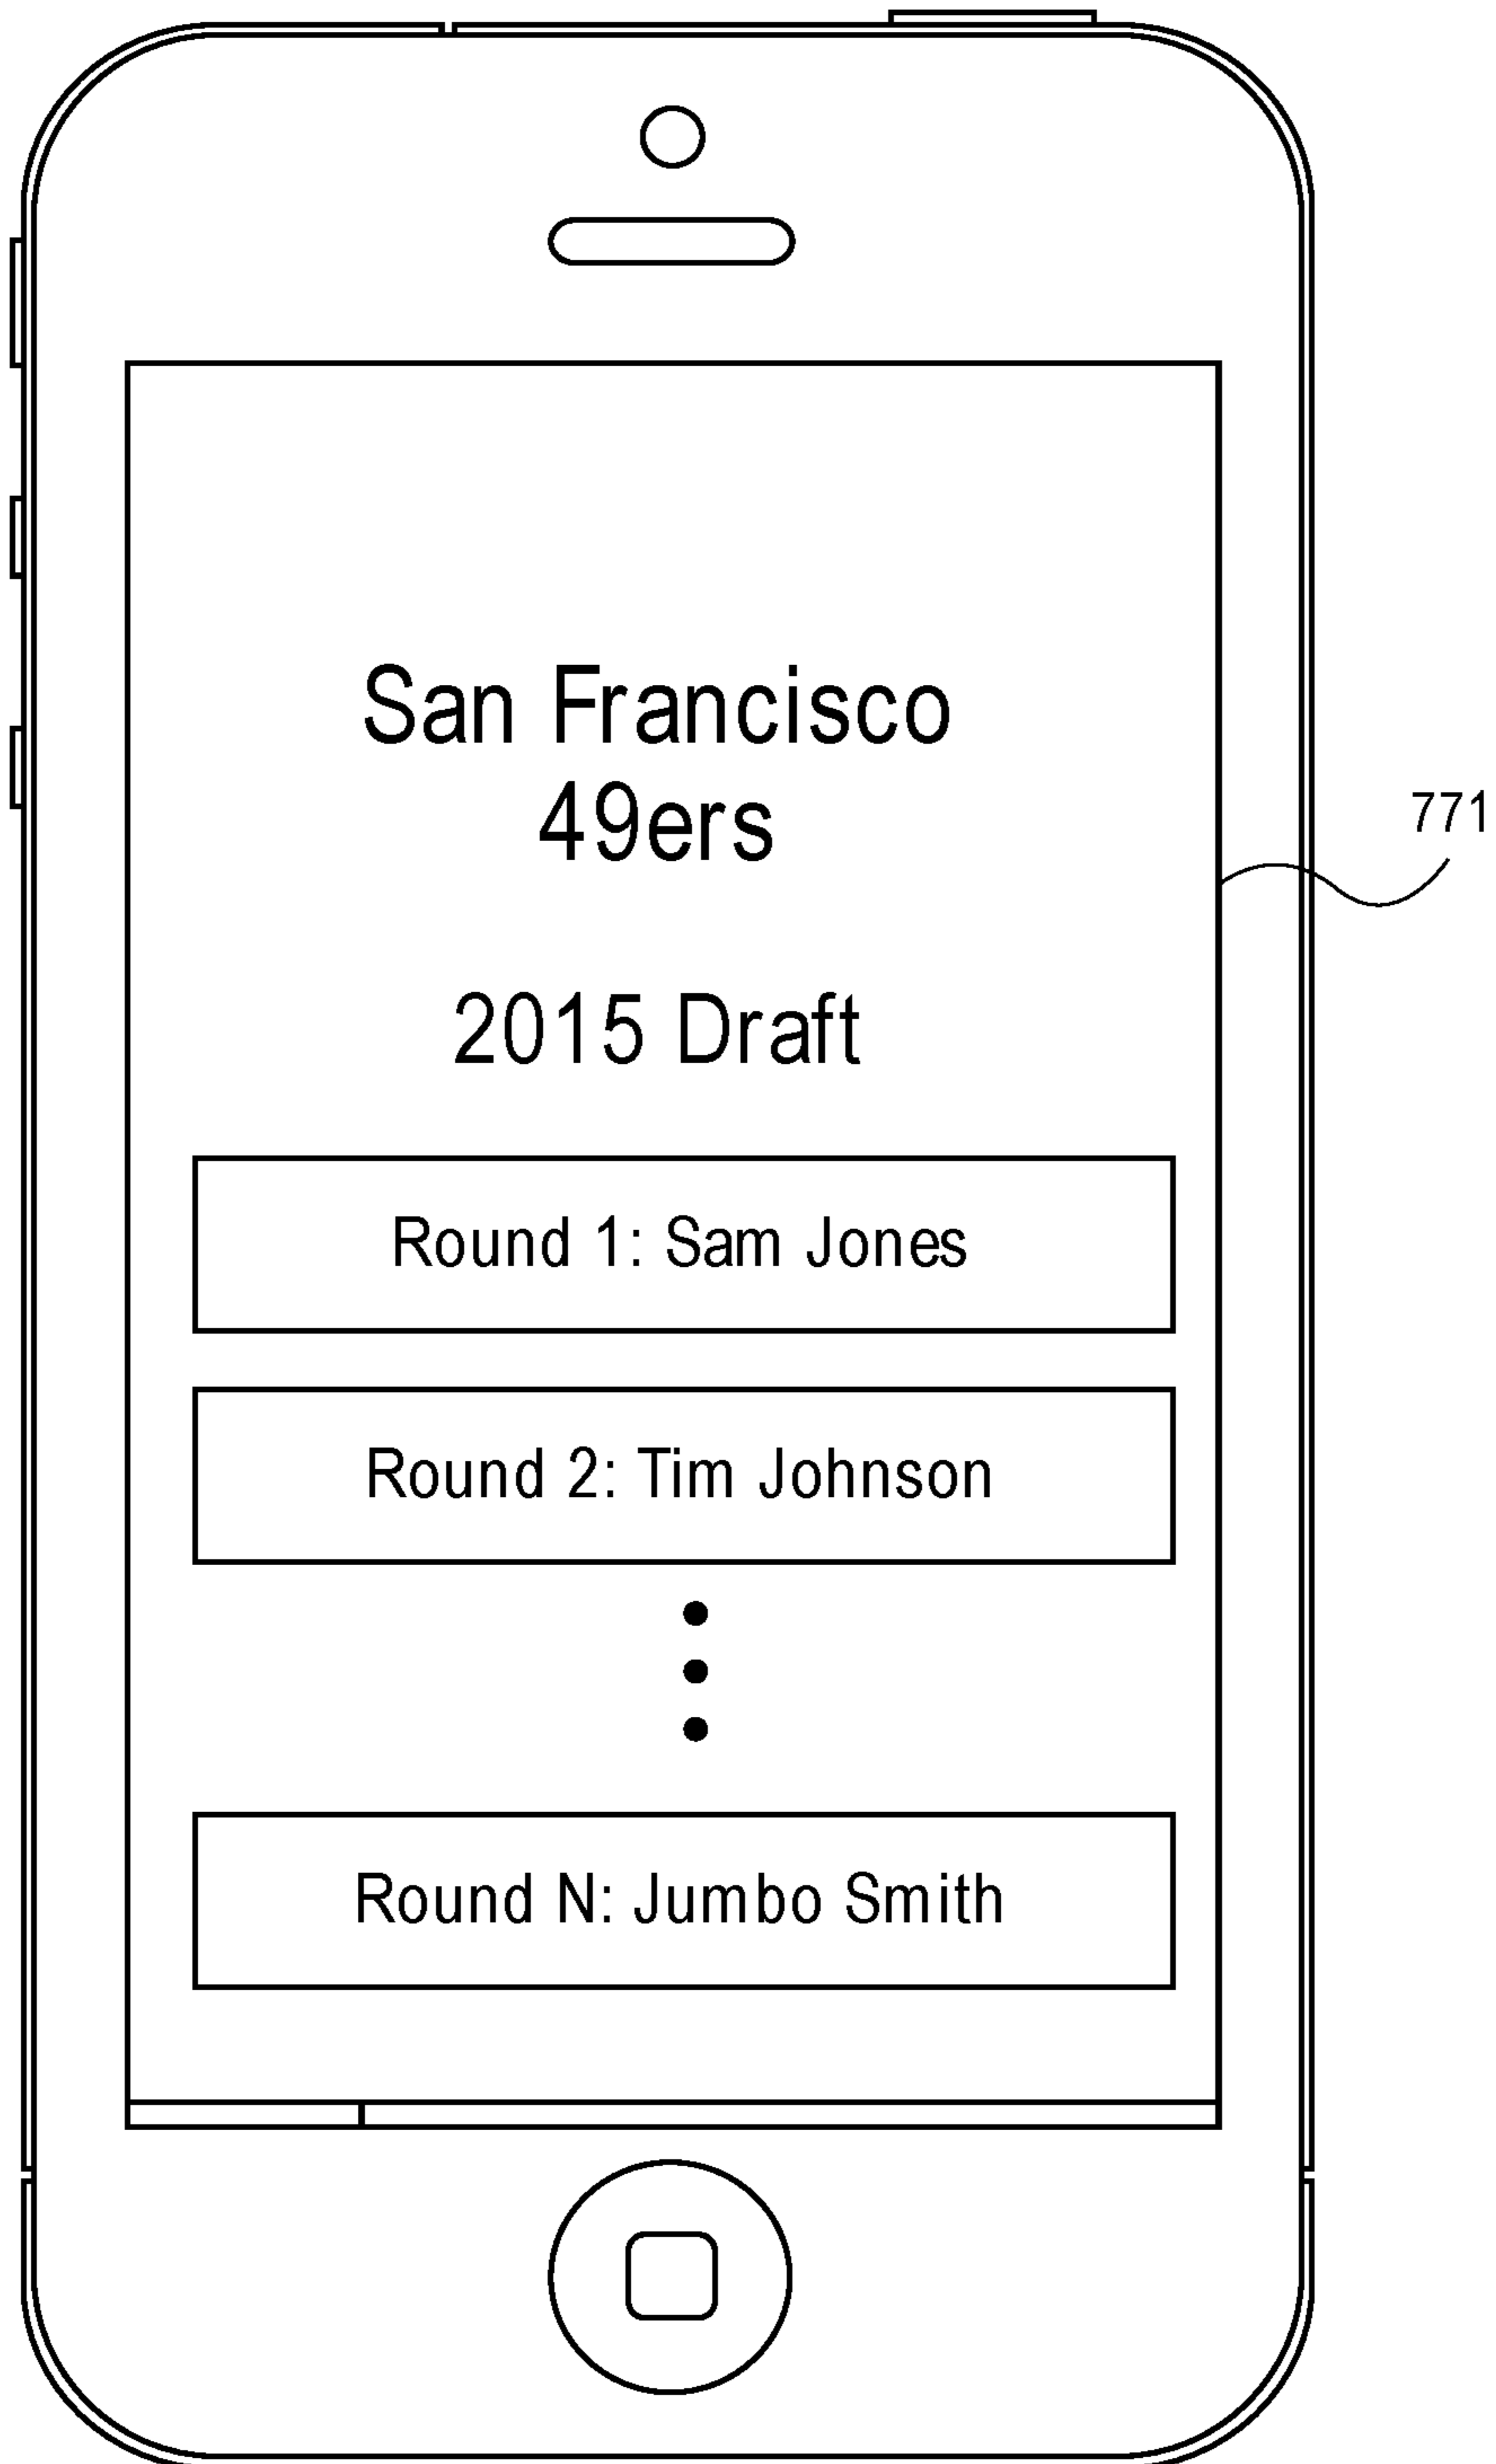 San Francisco
49ers
771
2015 Draft
Round 1: Sam Jones
Round 2: Tim Johnson
Round N: Jumbo Smith